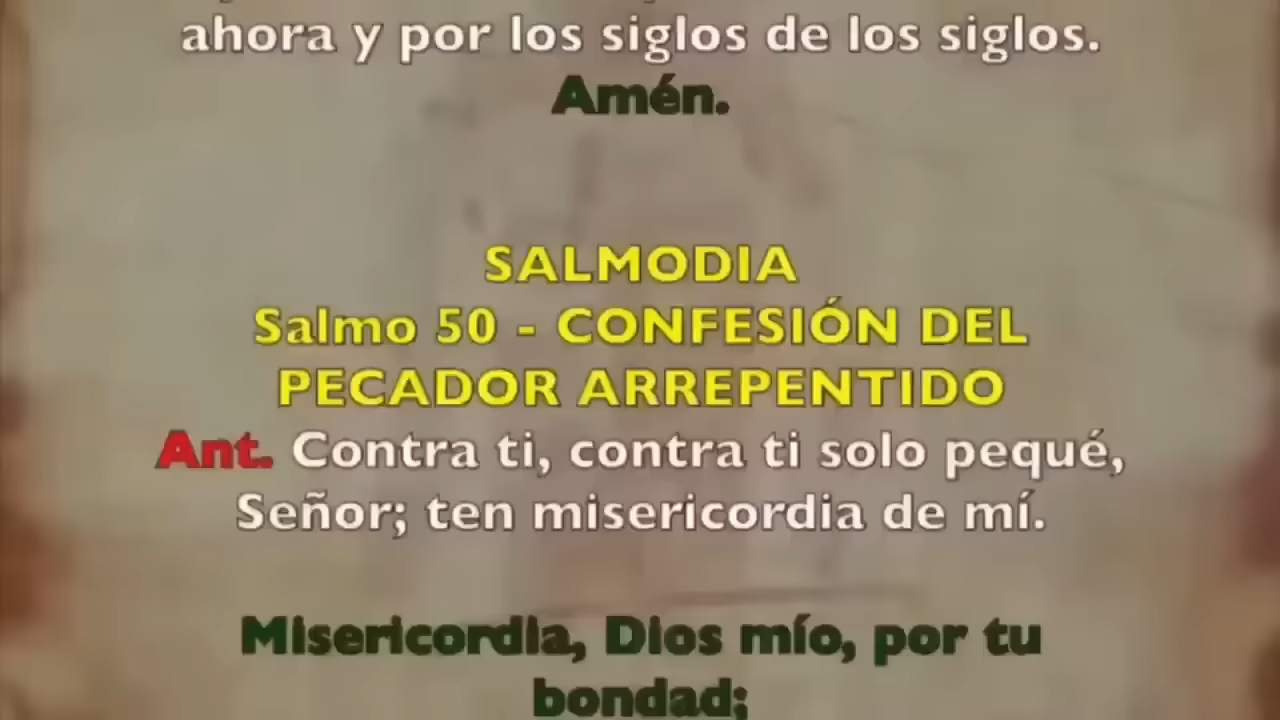 ahora y por los siglos de los siglos.
Amén.
SALMODIA
Salmo 50 - CONFESIÓN DEL
PECADOR ARREPENTIDO
Ant. Contra ti, contra ti solo pequé,
Señor; ten misericordia de mí.
Misericordia, Dios mío, por tu
bondad;